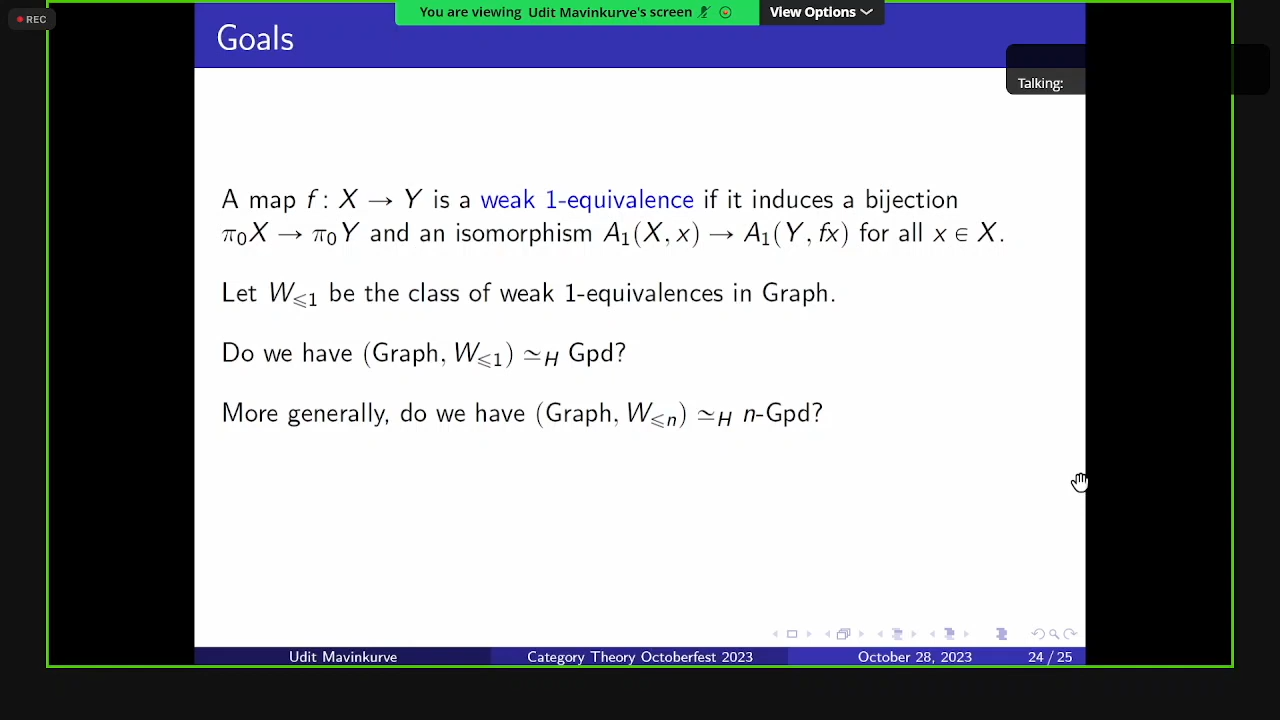 REC
You are viewing Udit Mavinkurve's screen
View Options
Goals
Talking:
A map f : X → Y is a weak 1-equivalence if it induces a bijection
π₀X → π₀Y and an isomorphism A₁(X, x) → A₁(Y, fx) for all x ∈ X.
Let W⩽₁ be the class of weak 1-equivalences in Graph.
Do we have (Graph, W⩽₁) ≃_H Gpd?
More generally, do we have (Graph, W⩽ₙ) ≃_H n-Gpd?
Udit Mavinkurve Category Theory Octoberfest 2023 October 28, 2023 24 / 25